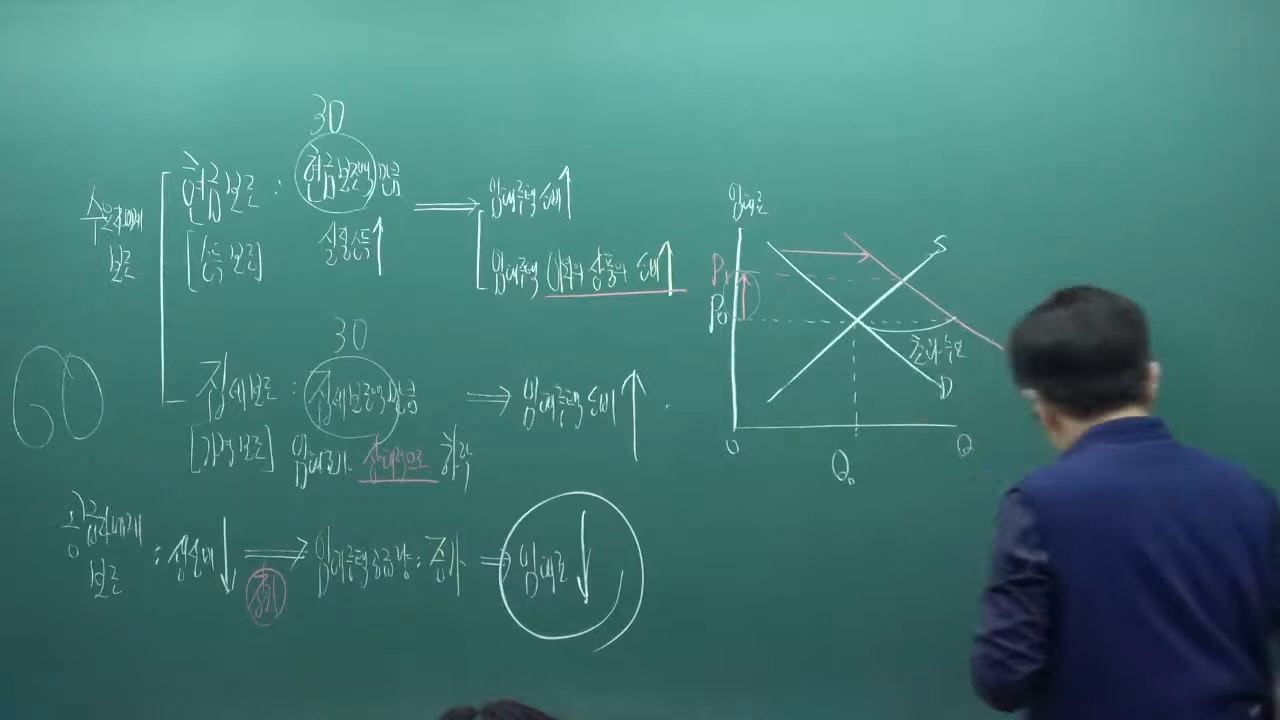 30
수요자에게
보조
현금보조 : 현금보조액 만큼
[소득 보조] 실질소득↑
⇒ 임대주택 소비↑
임대주택 이외의 상품의 소비↑
60
30
집세보조 : 집세보조액만큼 ⇒ 임대주택 소비↑
[가격보조] 임대료가 상대적으로 하락
공급자에게
보조
: 생산비↓ ⇒ 임대주택공급량 : 증가 ⇒ 임대료↓
장기
임대료
S
P₁
P₀
초과수요
D
0
Q₀
Q